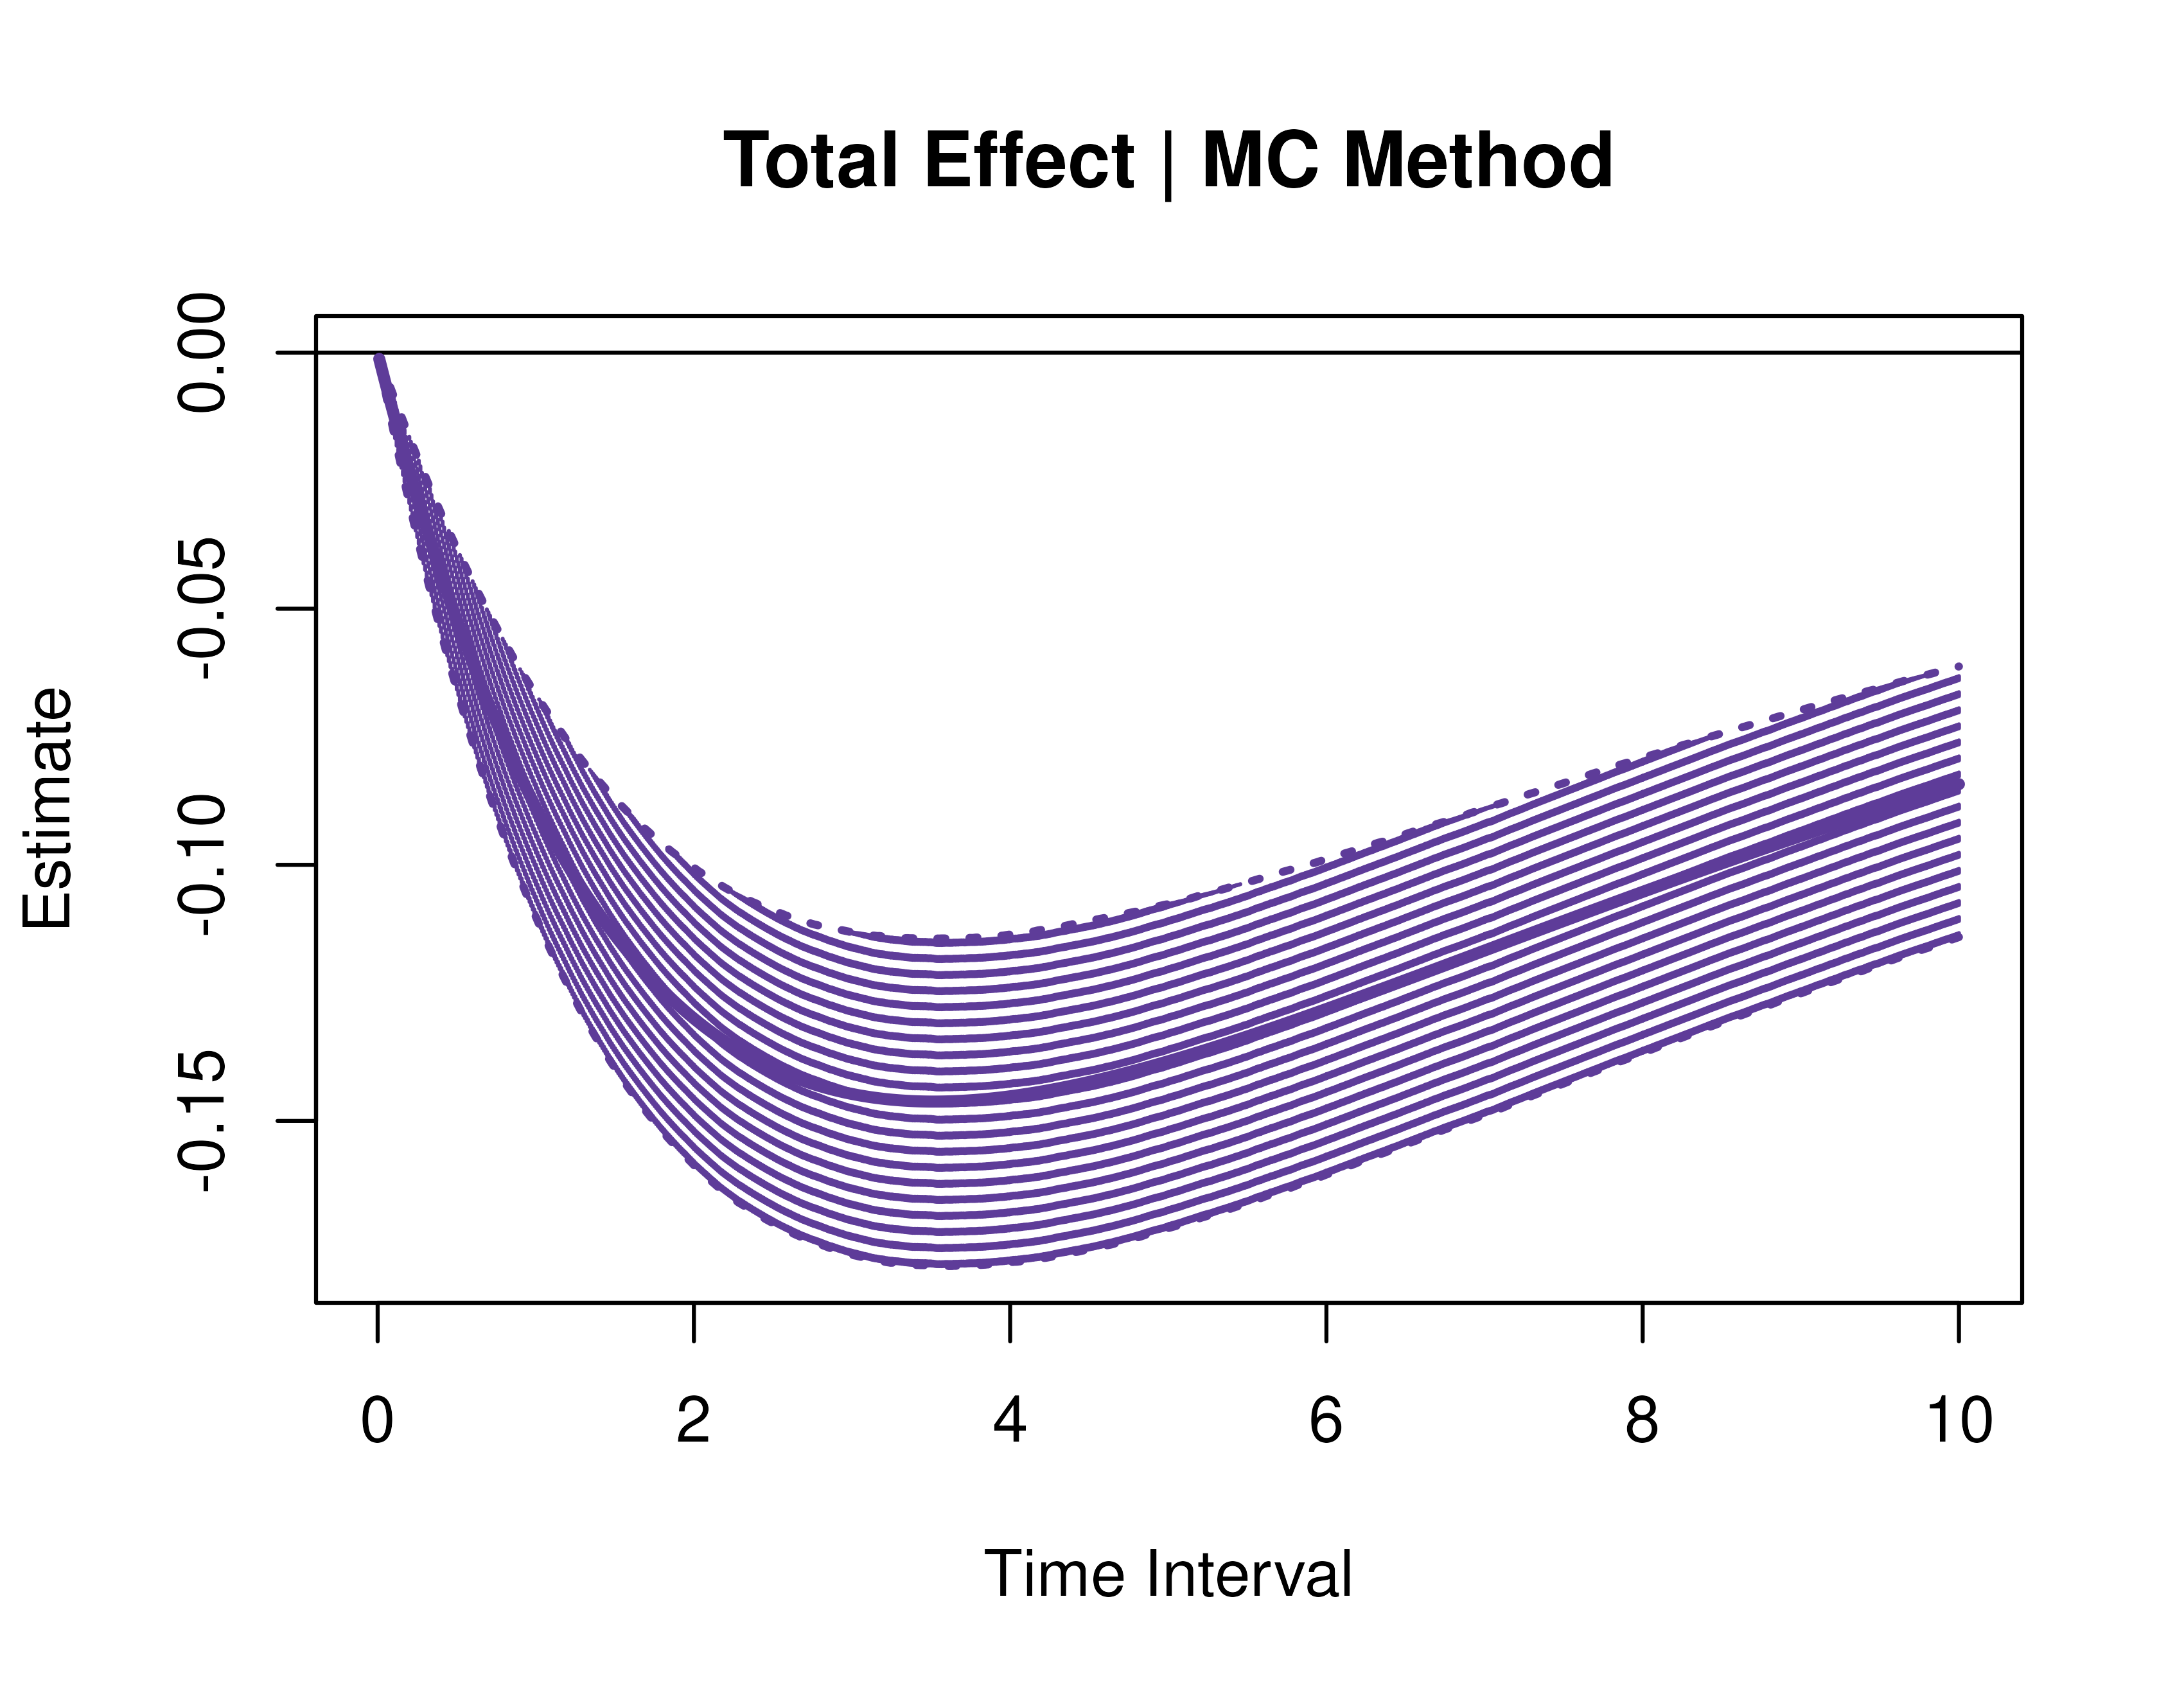 Total Effect | MC Method
Estimate
0.00
-0.05
-0.10
-0.15
0 2 4 6 8 10
Time Interval